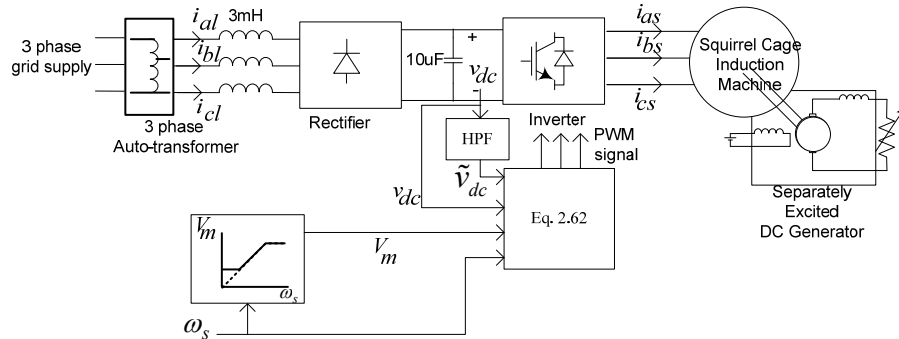 3 phase
grid supply
i_al
i_bl
i_cl
3mH
3 phase
Auto-transformer
Rectifier
10uF
+
v_dc
-
HPF
ṽ_dc
v_dc
Inverter
PWM
signal
Eq. 2.62
i_as
i_bs
i_cs
Squirrel Cage
Induction
Machine
Separately
Excited
DC Generator
V_m
ω_s
V_m
ω_s